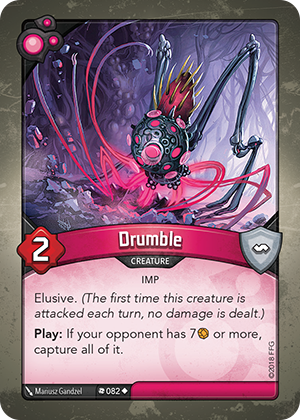 2
Drumble
CREATURE
IMP
Elusive. (The first time this creature is
attacked each turn, no damage is dealt.)
Play: If your opponent has 7 or more,
capture all of it.
Mariusz Gandzel
082
©2018 FFG